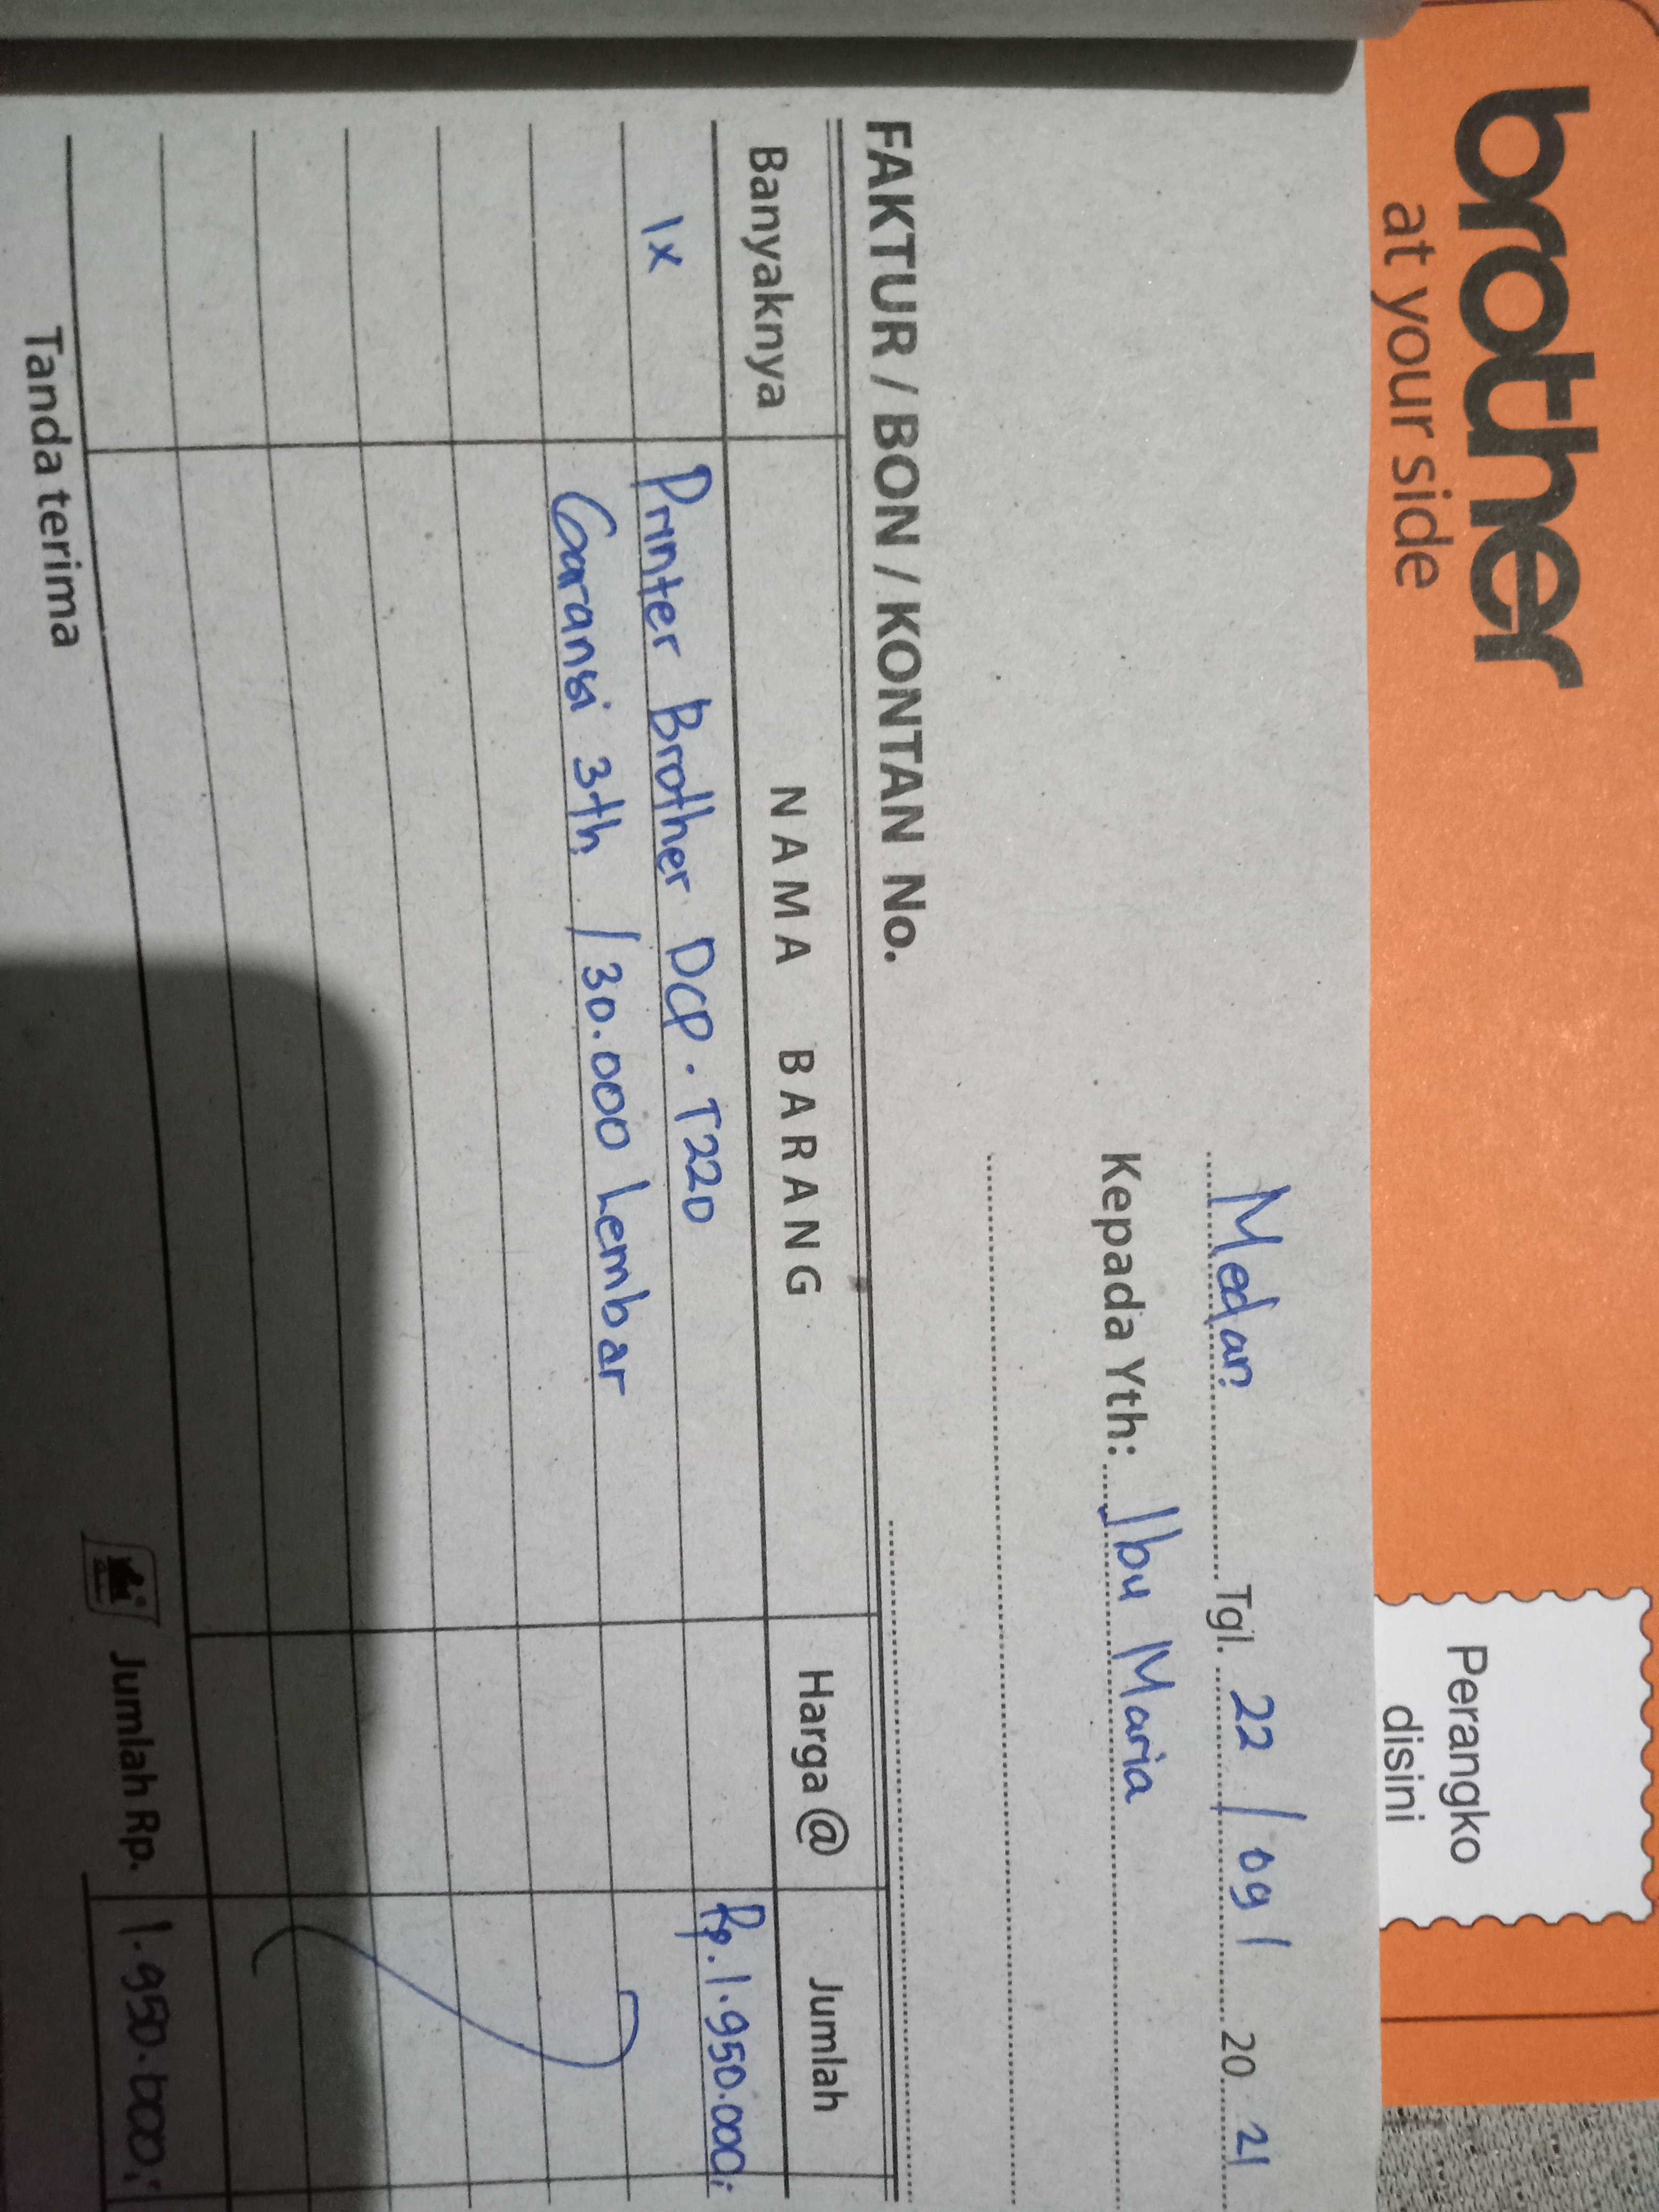 brother
at your side
Perangko
disini
Medan Tgl. 22 / 09 / 20 21
Kepada Yth: Ibu Maria
FAKTUR / BON / KONTAN No.
Banyaknya NAMA BARANG Harga @ Jumlah
1x Printer Brother DCP. T220 Rp. 1.950.000,-
Garansi 3th / 30.000 Lembar
Tanda terima Jumlah Rp. 1.950.000,-